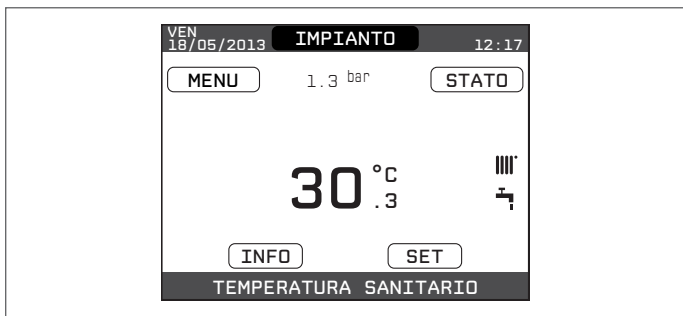 VEN
18/05/2013 IMPIANTO 12:17
MENU 1.3 bar STATO
30.3 °C
INFO SET
TEMPERATURA SANITARIO